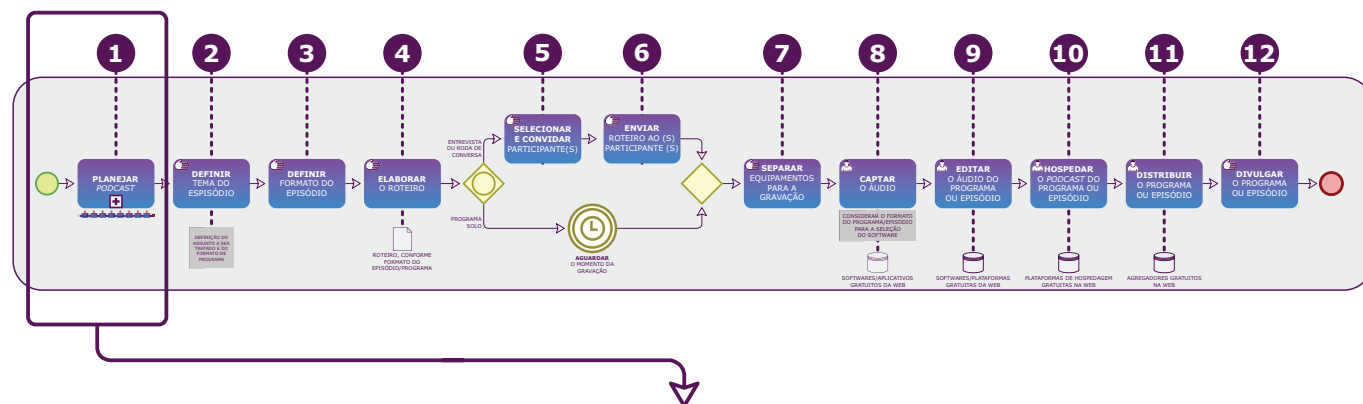 1
2
3
4
5
6
7
8
9
10
11
12
PLANEJAR
PODCAST
DEFINIR
TEMA DO
ESPISÓDIO
DEFINIÇÃO DO
ASSUNTO A SER
TRATADO E DO
FORMATO DE
PROGRAMA
DEFINIR
FORMATO DO
EPISÓDIO
ELABORAR
O ROTEIRO
ROTEIRO, CONFORME
FORMATO DO
EPISÓDIO/PROGRAMA
ENTREVISTA
OU RODA DE
CONVERSA
PROGRAMA
SOLO
SELECIONAR
E CONVIDAR
PARTICIPANTE(S)
ENVIAR
ROTEIRO AO (S)
PARTICIPANTE (S)
AGUARDAR
O MOMENTO DA
GRAVAÇÃO
SEPARAR
EQUIPAMENTOS
PARA A
GRAVAÇÃO
CAPTAR
O ÁUDIO
CONSIDERAR O FORMATO
DO PROGRAMA/EPISÓDIO
PARA A SELEÇÃO
DO SOFTWARE
SOFTWARES/APLICATIVOS
GRATUITOS DA WEB
EDITAR
O ÁUDIO DO
PROGRAMA
OU EPISÓDIO
SOFTWARES/PLATAFORMAS
GRATUITAS DA WEB
HOSPEDAR
O PODCAST DO
PROGRAMA OU
EPISÓDIO
PLATAFORMAS DE HOSPEDAGEM
GRATUITAS NA WEB
DISTRIBUIR
O PROGRAMA
OU EPISÓDIO
AGREGADORES GRATUITOS
NA WEB
DIVULGAR
O PROGRAMA
OU EPISÓDIO